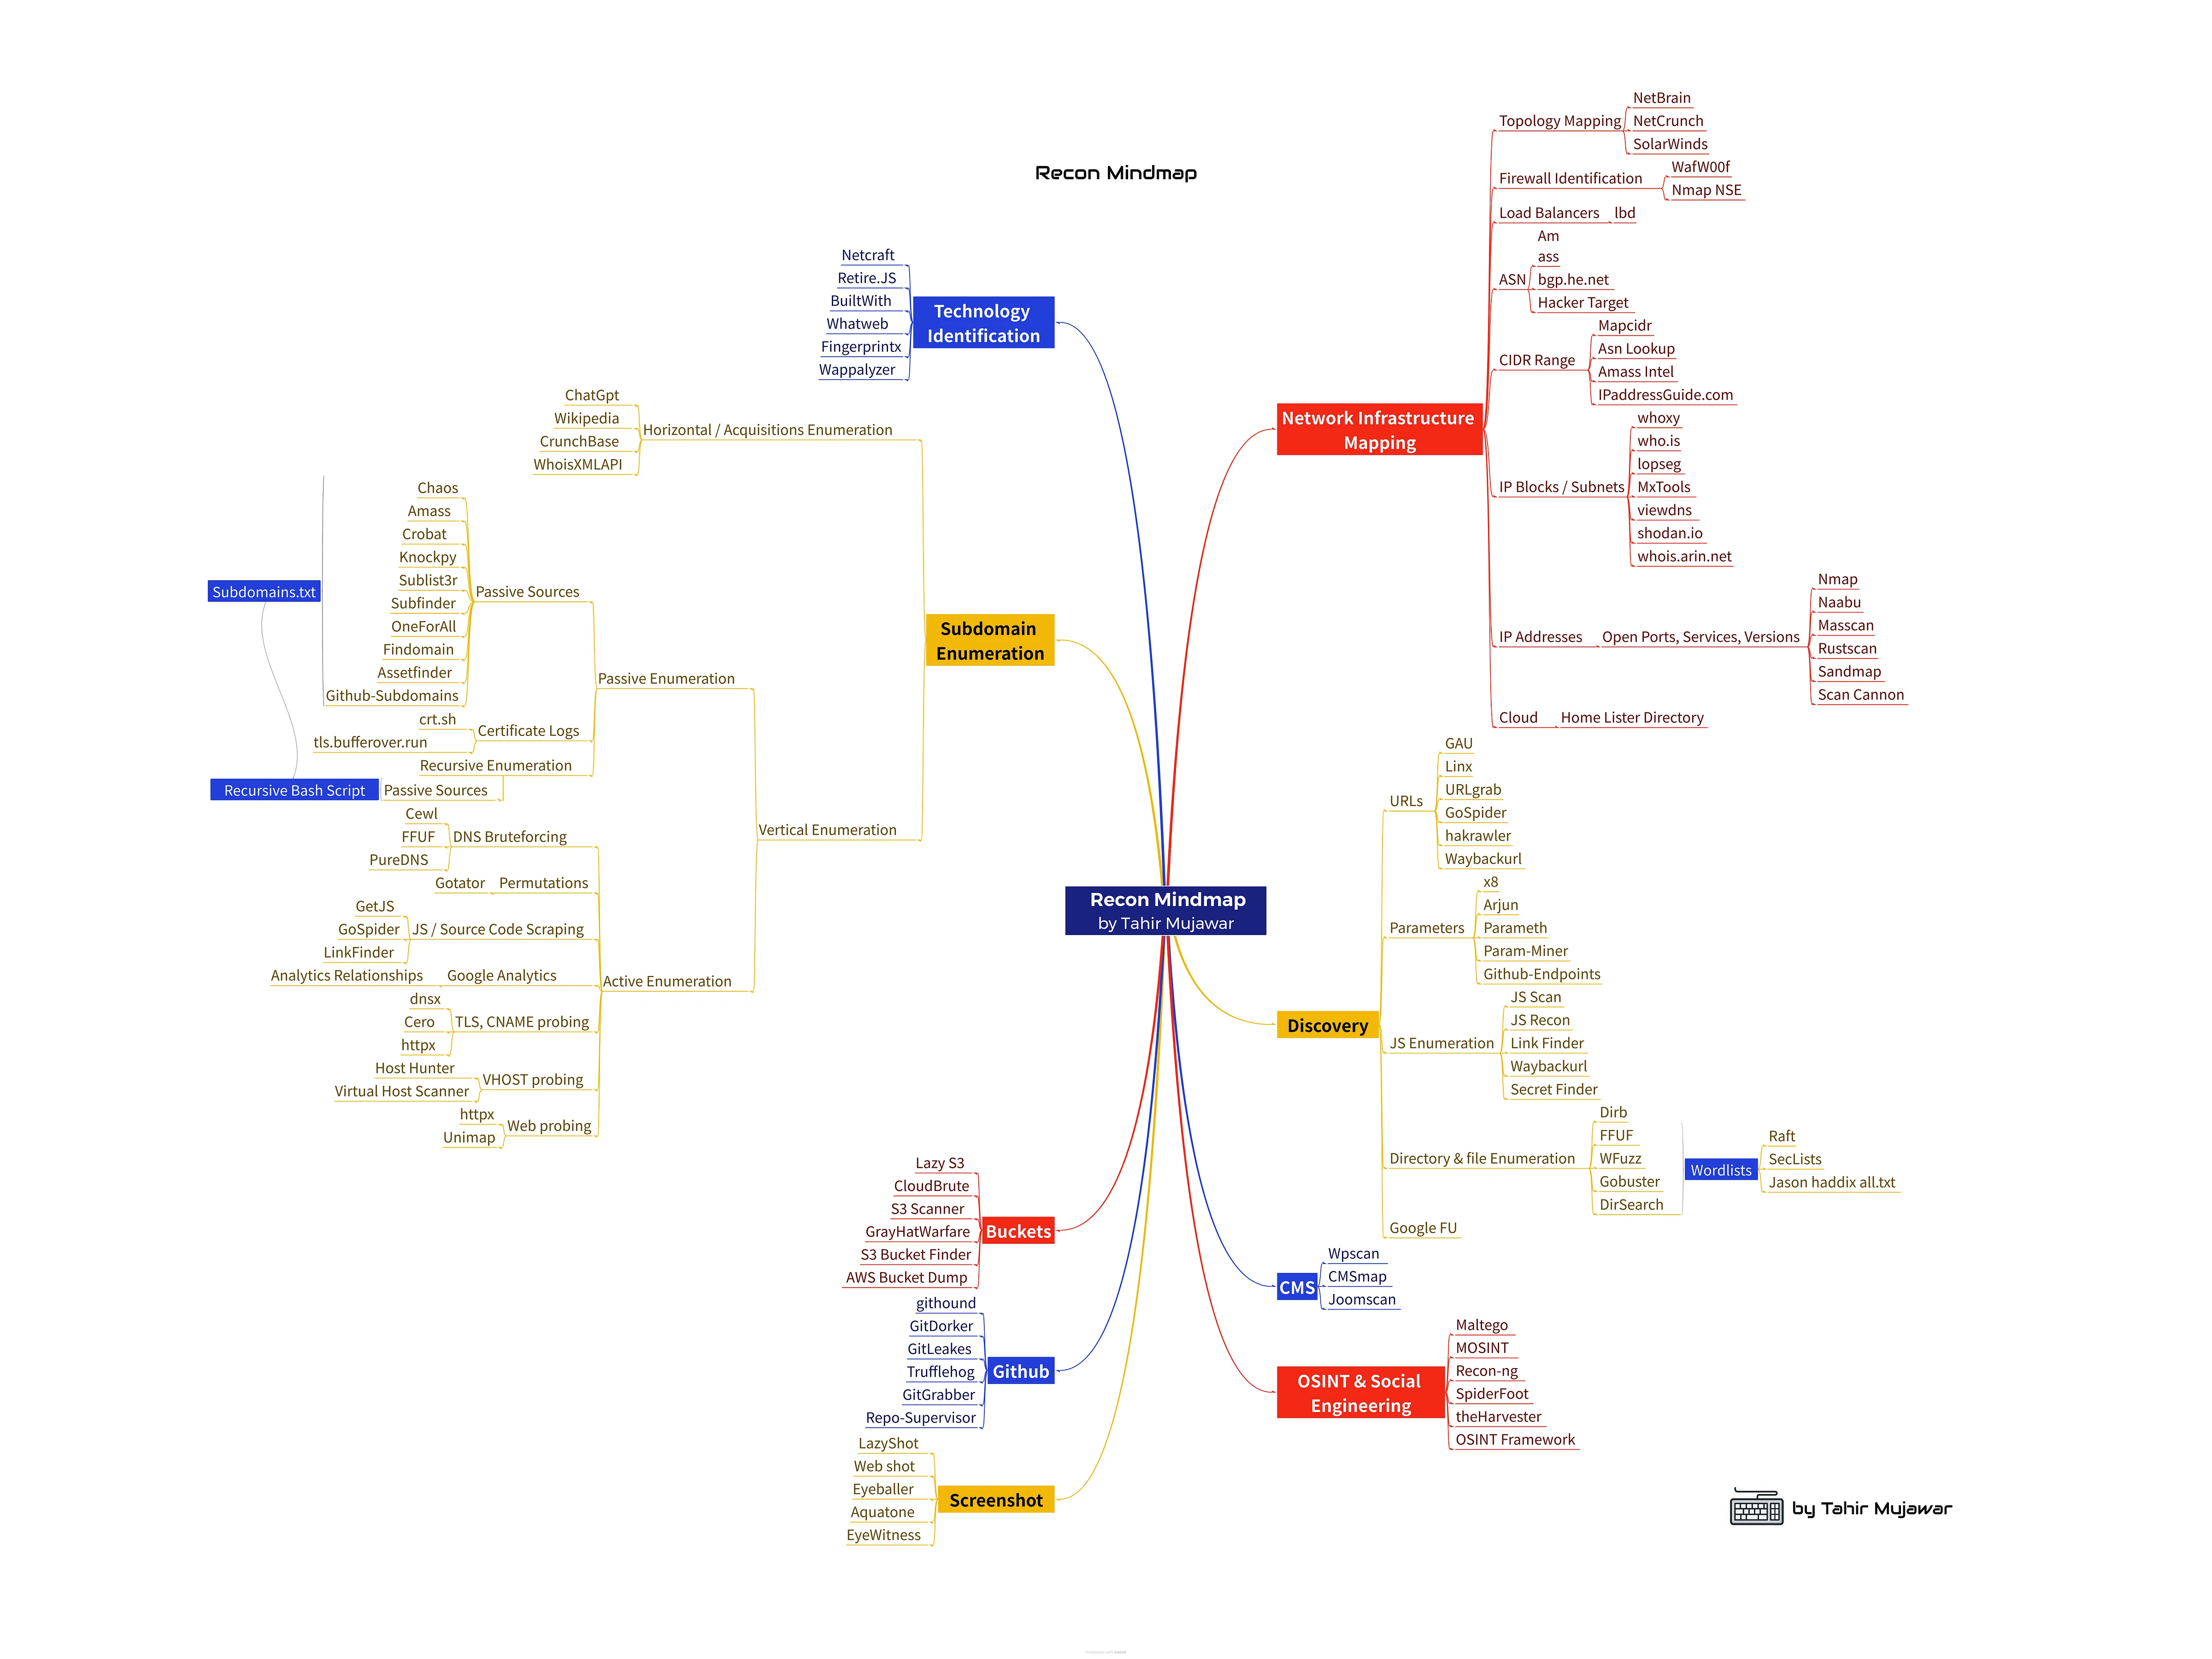 Recon Mindmap
Technology
Identification
Netcraft
Retire.JS
BuiltWith
Whatweb
Fingerprintx
Wappalyzer
Subdomain
Enumeration
Horizontal / Acquisitions Enumeration
ChatGpt
Wikipedia
CrunchBase
WhoisXMLAPI
Vertical Enumeration
Passive Enumeration
Passive Sources
Chaos
Amass
Crobat
Knockpy
Sublist3r
Subfinder
OneForAll
Findomain
Assetfinder
Github-Subdomains
Subdomains.txt
Certificate Logs
crt.sh
tls.bufferover.run
Recursive Enumeration
Passive Sources
Recursive Bash Script
Active Enumeration
DNS Bruteforcing
Cewl
FFUF
PureDNS
Permutations
Gotator
JS / Source Code Scraping
GetJS
GoSpider
LinkFinder
Google Analytics
Analytics Relationships
TLS, CNAME probing
dnsx
Cero
httpx
VHOST probing
Host Hunter
Virtual Host Scanner
Web probing
httpx
Unimap
Buckets
Lazy S3
CloudBrute
S3 Scanner
GrayHatWarfare
S3 Bucket Finder
AWS Bucket Dump
Github
githound
GitDorker
GitLeakes
Trufflehog
GitGrabber
Repo-Supervisor
Screenshot
LazyShot
Web shot
Eyeballer
Aquatone
EyeWitness
Recon Mindmap
by Tahir Mujawar
Network Infrastructure
Mapping
Topology Mapping
NetBrain
NetCrunch
SolarWinds
Firewall Identification
WafW00f
Nmap NSE
Load Balancers
lbd
ASN
Am
ass
bgp.he.net
Hacker Target
CIDR Range
Mapcidr
Asn Lookup
Amass Intel
IPaddressGuide.com
IP Blocks / Subnets
whoxy
who.is
lopseg
MxTools
viewdns
shodan.io
whois.arin.net
IP Addresses
Open Ports, Services, Versions
Nmap
Naabu
Masscan
Rustscan
Sandmap
Scan Cannon
Cloud
Home Lister Directory
Discovery
URLs
GAU
Linx
URLgrab
GoSpider
hakrawler
Waybackurl
Parameters
x8
Arjun
Parameth
Param-Miner
Github-Endpoints
JS Enumeration
JS Scan
JS Recon
Link Finder
Waybackurl
Secret Finder
Directory & file Enumeration
Dirb
FFUF
WFuzz
Gobuster
DirSearch
Wordlists
Raft
SecLists
Jason haddix all.txt
Google FU
CMS
Wpscan
CMSmap
Joomscan
OSINT & Social
Engineering
Maltego
MOSINT
Recon-ng
SpiderFoot
theHarvester
OSINT Framework
by Tahir Mujawar